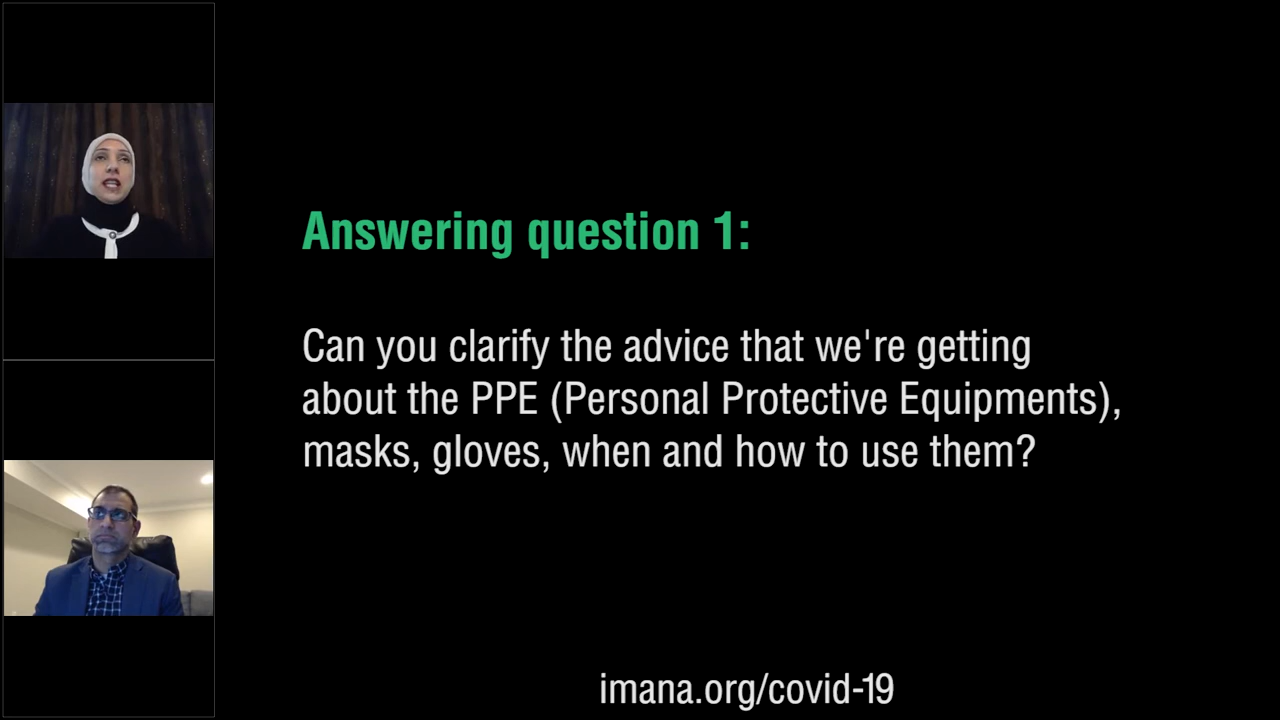 Answering question 1:
Can you clarify the advice that we're getting
about the PPE (Personal Protective Equipments),
masks, gloves, when and how to use them?
imana.org/covid-19